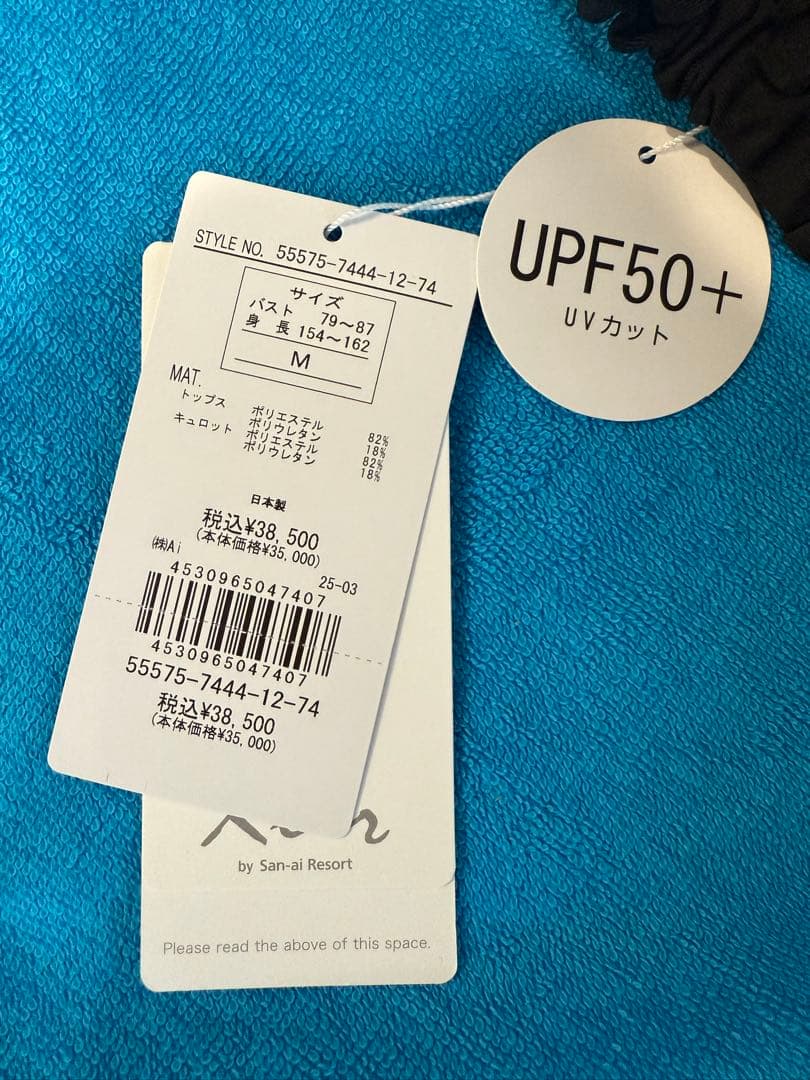 STYLE NO. 55575-7444-12-74
サイズ
バスト 79～87
身長 154～162
M
MAT.
トップス ポリエステル 82%
ポリウレタン 18%
キュロット ポリエステル 82%
ポリウレタン 18%
日本製
税込¥38,500
(本体価格¥35,000)
㈱Ai 25-03
4530965047407
4530965047407
55575-7444-12-74
税込¥38,500
(本体価格¥35,000)
UPF50+
UVカット
by San-ai Resort
Please read the above of this space.